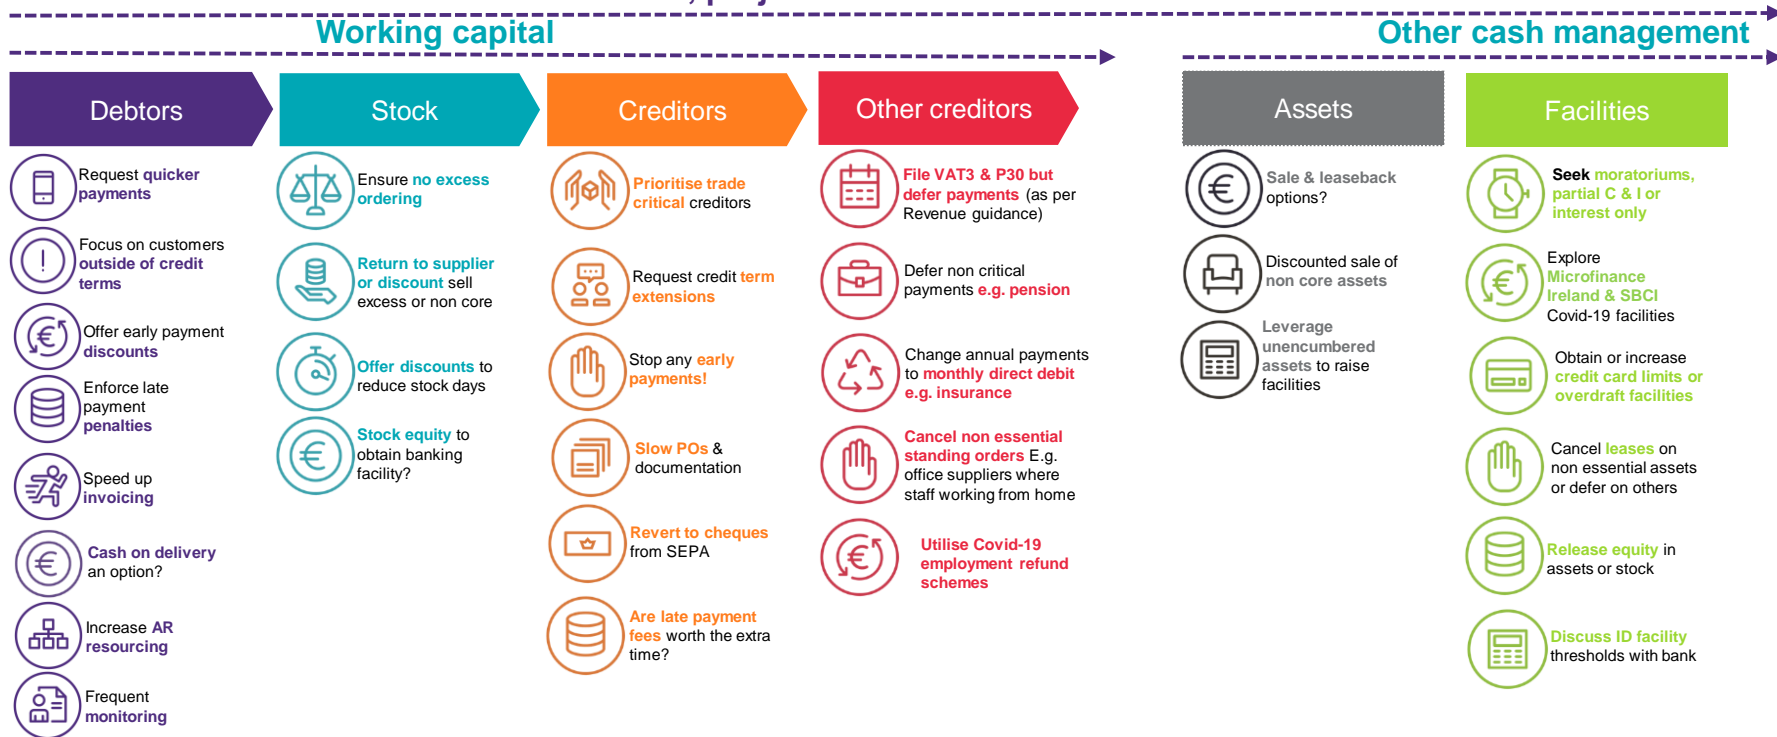 Working capital
Other cash management
Debtors
Request quicker
payments
Focus on customers
outside of credit
terms
Offer early payment
discounts
Enforce late
payment
penalties
Speed up
invoicing
Cash on delivery
an option?
Increase AR
resourcing
Frequent
monitoring
Stock
Ensure no excess
ordering
Return to supplier
or discount sell
excess or non core
Offer discounts to
reduce stock days
Stock equity to
obtain banking
facility?
Creditors
Prioritise trade
critical creditors
Request credit term
extensions
Stop any early
payments!
Slow POs &
documentation
Revert to cheques
from SEPA
Are late payment
fees worth the extra
time?
Other creditors
File VAT3 & P30 but
defer payments (as per
Revenue guidance)
Defer non critical
payments e.g. pension
Change annual payments
to monthly direct debit
e.g. insurance
Cancel non essential
standing orders E.g.
office suppliers where
staff working from home
Utilise Covid-19
employment refund
schemes
Assets
Sale & leaseback
options?
Discounted sale of
non core assets
Leverage
unencumbered
assets to raise
facilities
Facilities
Seek moratoriums,
partial C & I or
interest only
Explore
Microfinance
Ireland & SBCI
Covid-19 facilities
Obtain or increase
credit card limits or
overdraft facilities
Cancel leases on
non essential assets
or defer on others
Release equity in
assets or stock
Discuss ID facility
thresholds with bank